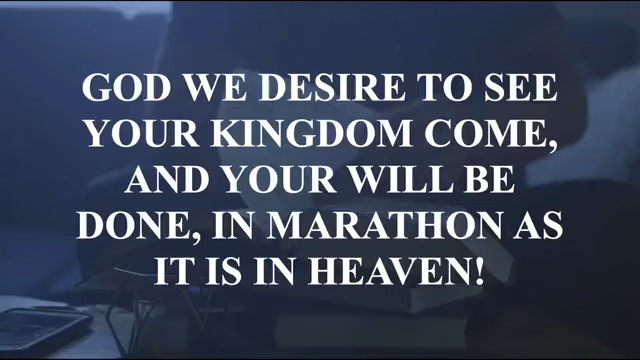 GOD WE DESIRE TO SEE
YOUR KINGDOM COME,
AND YOUR WILL BE
DONE, IN MARATHON AS
IT IS IN HEAVEN!